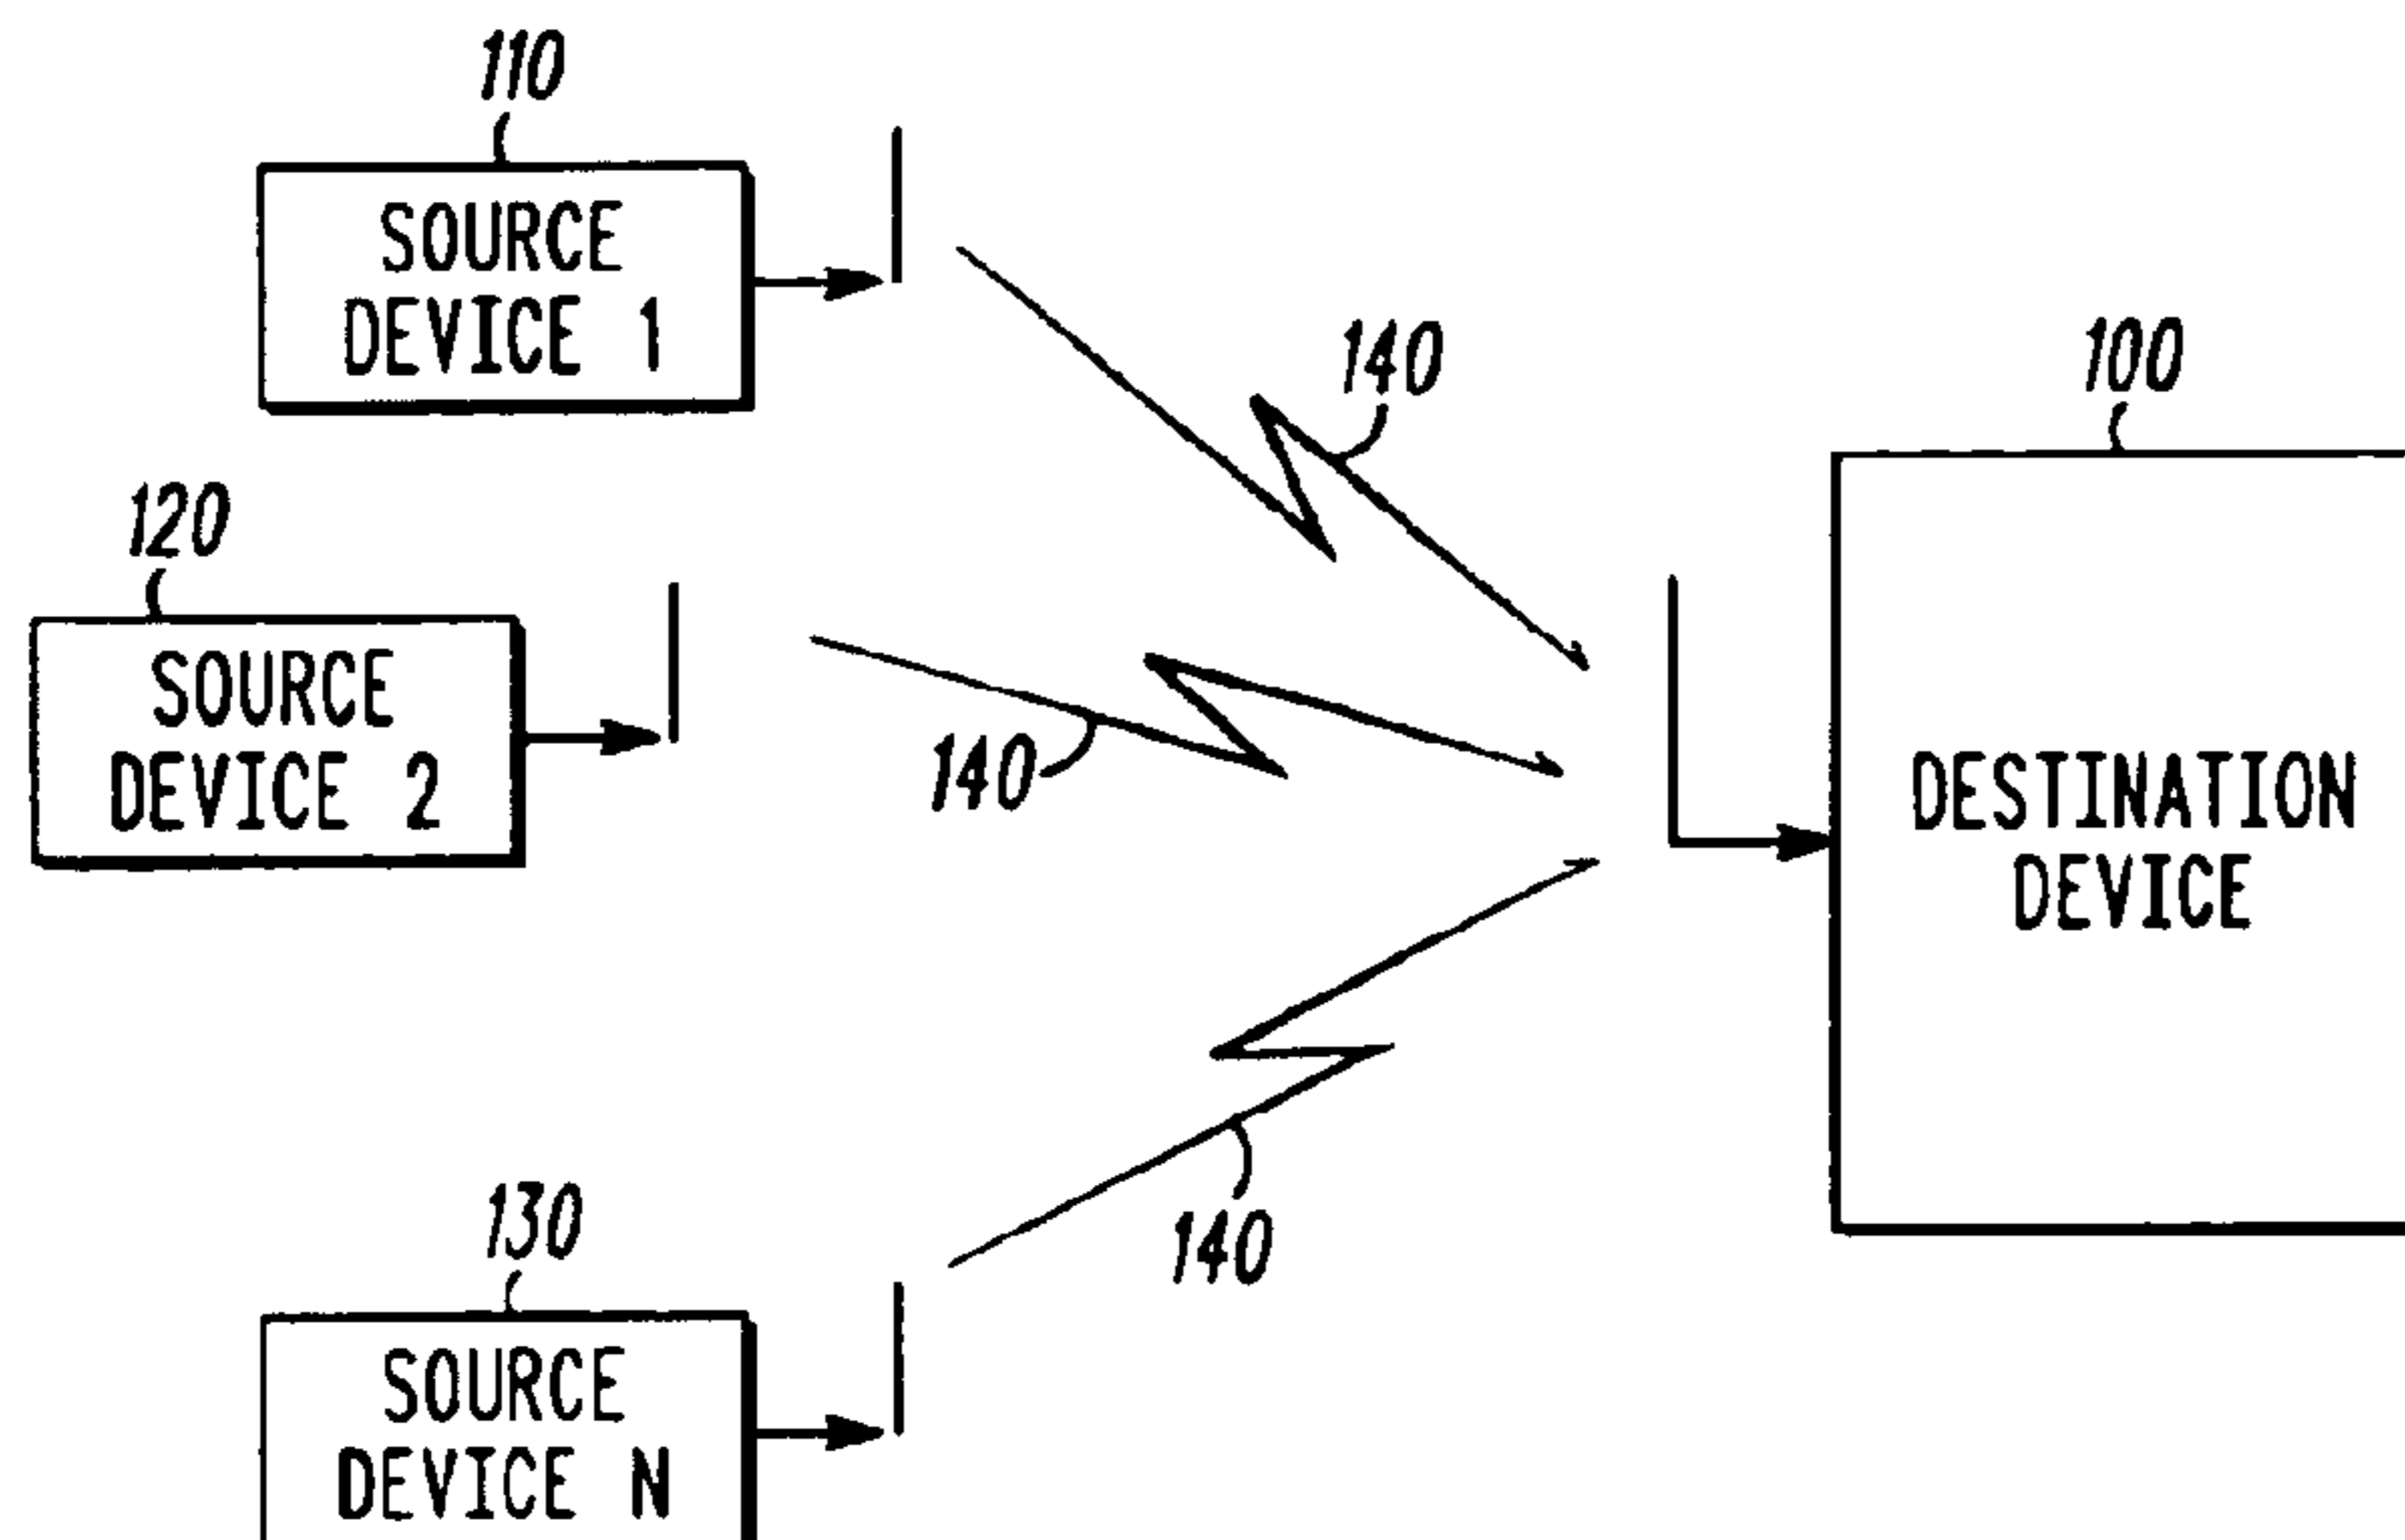 110
SOURCE
DEVICE 1
140
100
120
SOURCE
DEVICE 2
140
DESTINATION
DEVICE
130
140
SOURCE
DEVICE N